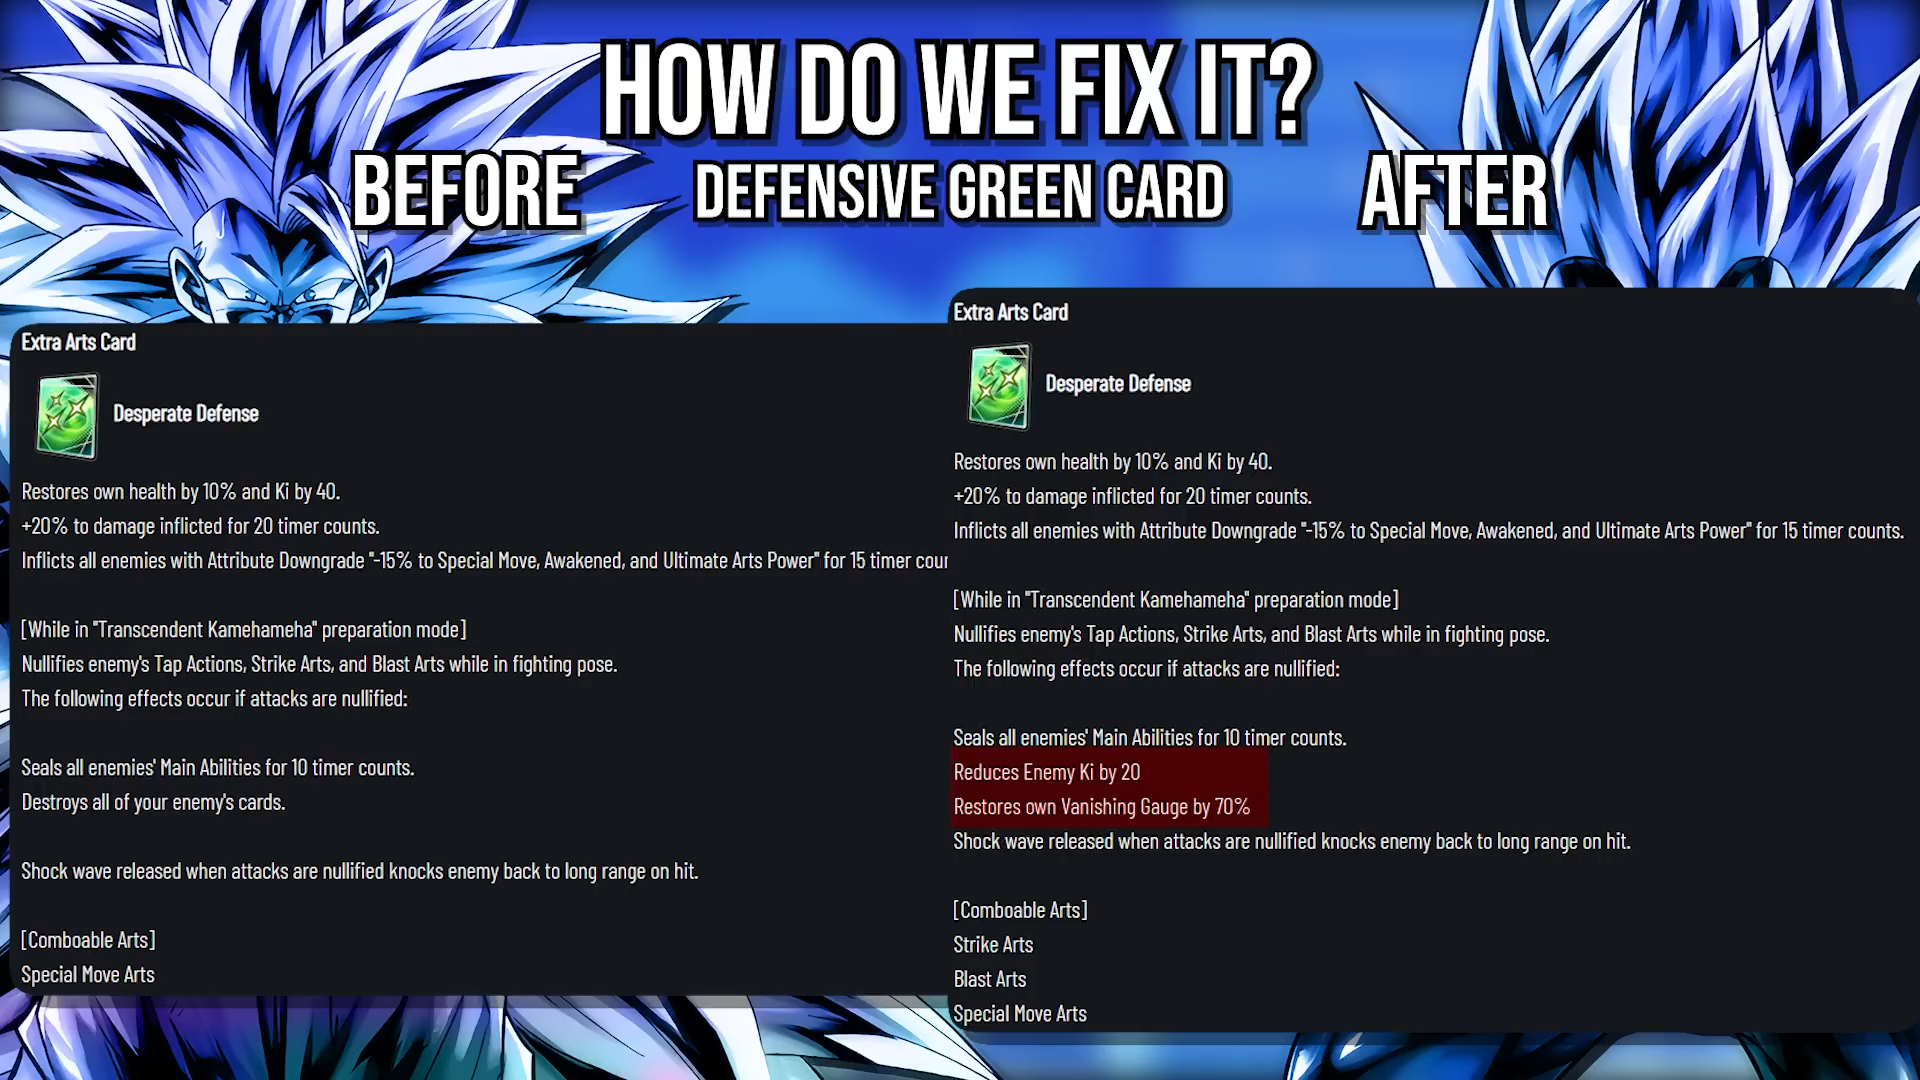 HOW DO WE FIX IT?
BEFORE
DEFENSIVE GREEN CARD
AFTER
Extra Arts Card
Desperate Defense
Restores own health by 10% and Ki by 40.
+20% to damage inflicted for 20 timer counts.
Inflicts all enemies with Attribute Downgrade "-15% to Special Move, Awakened, and Ultimate Arts Power" for 15 timer
[While in "Transcendent Kamehameha" preparation mode]
Nullifies enemy's Tap Actions, Strike Arts, and Blast Arts while in fighting pose.
The following effects occur if attacks are nullified:
Seals all enemies' Main Abilities for 10 timer counts.
Destroys all of your enemy's cards.
Shock wave released when attacks are nullified knocks enemy back to long range on hit.
[Comboable Arts]
Special Move Arts
Extra Arts Card
Desperate Defense
Restores own health by 10% and Ki by 40.
+20% to damage inflicted for 20 timer counts.
Inflicts all enemies with Attribute Downgrade "-15% to Special Move, Awakened, and Ultimate Arts Power" for 15 timer counts.
[While in "Transcendent Kamehameha" preparation mode]
Nullifies enemy's Tap Actions, Strike Arts, and Blast Arts while in fighting pose.
The following effects occur if attacks are nullified:
Seals all enemies' Main Abilities for 10 timer counts.
Reduces Enemy Ki by 20
Restores own Vanishing Gauge by 70%
Shock wave released when attacks are nullified knocks enemy back to long range on hit.
[Comboable Arts]
Strike Arts
Blast Arts
Special Move Arts